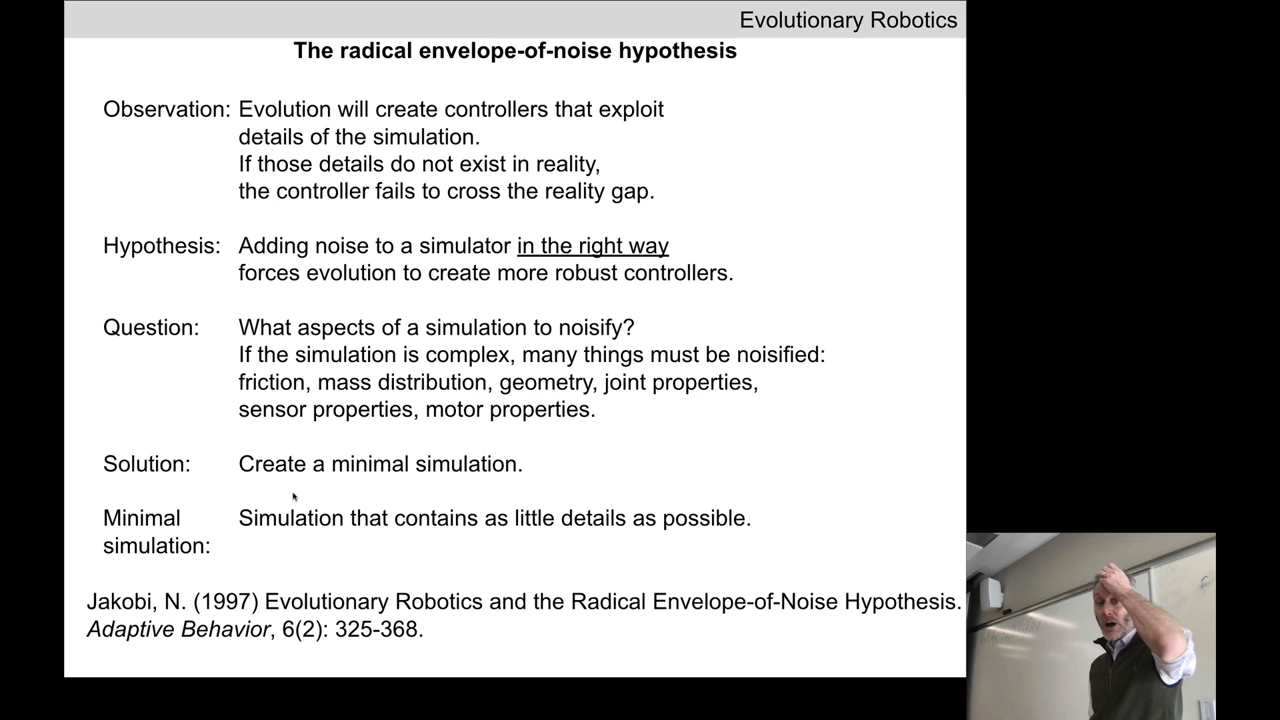 Evolutionary Robotics
The radical envelope-of-noise hypothesis
Observation: Evolution will create controllers that exploit
details of the simulation.
If those details do not exist in reality,
the controller fails to cross the reality gap.
Hypothesis: Adding noise to a simulator in the right way
forces evolution to create more robust controllers.
Question: What aspects of a simulation to noisify?
If the simulation is complex, many things must be noisified:
friction, mass distribution, geometry, joint properties,
sensor properties, motor properties.
Solution: Create a minimal simulation.
Minimal Simulation that contains as little details as possible.
simulation:
Jakobi, N. (1997) Evolutionary Robotics and the Radical Envelope-of-Noise Hypothesis.
Adaptive Behavior, 6(2): 325-368.